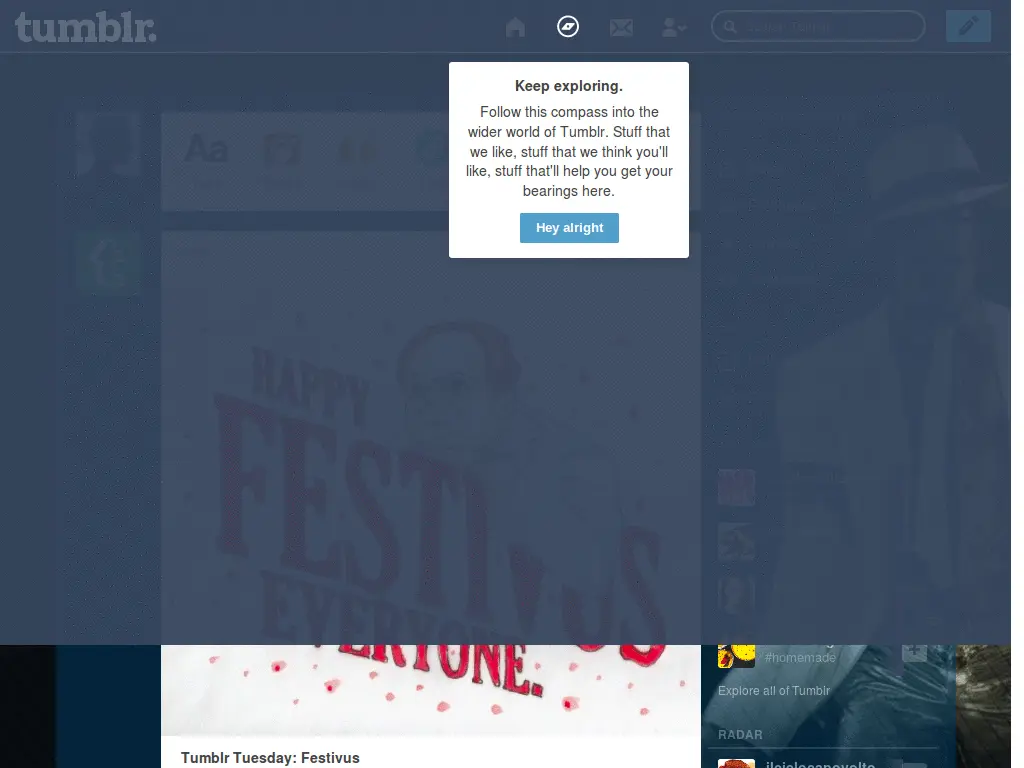 tumblr.
Keep exploring.
Follow this compass into the
wider world of Tumblr. Stuff that
we like, stuff that we think you'll
like, stuff that'll help you get your
bearings here.
Hey alright
Aa
HAPPY
FESTIVUS
EVERYONE.
#homemade
Explore all of Tumblr
RADAR
Tumblr Tuesday: Festivus